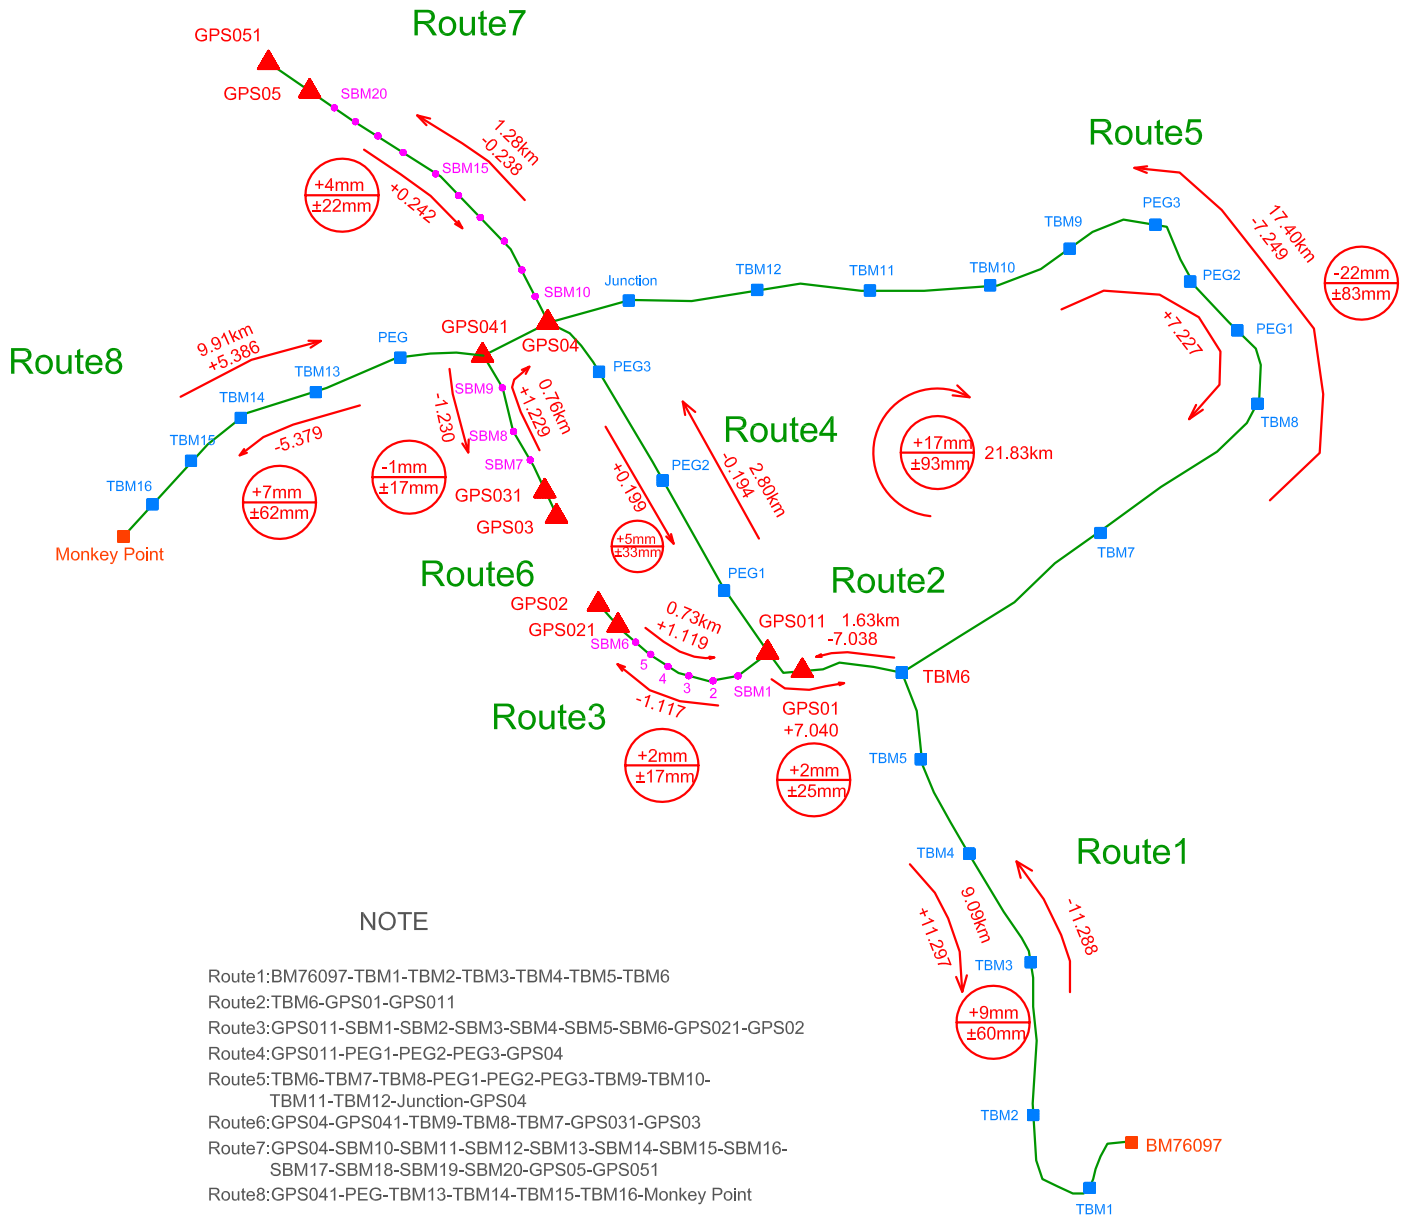 Route7
GPS051
GPS05
SBM20
1.28km
-0.238
SBM15
+4mm
±22mm
+0.242
SBM10
Route5
PEG3
TBM9
17.40km
-7.249
-22mm
±83mm
PEG2
PEG1
+7.227
TBM8
TBM10
TBM11
TBM12
Junction
GPS041
GPS04
Route8
9.91km
+5.386
PEG
TBM13
TBM14
TBM15
TBM16
-5.379
+7mm
±62mm
Monkey Point
-1.230
0.76km
+1.229
SBM9
SBM8
SBM7
-1mm
±17mm
GPS031
GPS03
Route6
PEG3
PEG2
PEG1
Route4
2.80km
-0.194
+0.199
+5mm
±33mm
+17mm
±93mm
21.83km
TBM7
Route2
GPS011
1.63km
-7.038
TBM6
GPS01
+7.040
+2mm
±25mm
GPS02
GPS021
0.73km
+1.119
SBM6
5
4
3
2
SBM1
-1.117
Route3
+2mm
±17mm
TBM5
TBM4
Route1
9.09km
+11.297
-11.288
TBM3
+9mm
±60mm
TBM2
BM76097
TBM1
NOTE
Route1:BM76097-TBM1-TBM2-TBM3-TBM4-TBM5-TBM6
Route2:TBM6-GPS01-GPS011
Route3:GPS011-SBM1-SBM2-SBM3-SBM4-SBM5-SBM6-GPS021-GPS02
Route4:GPS011-PEG1-PEG2-PEG3-GPS04
Route5:TBM6-TBM7-TBM8-PEG1-PEG2-PEG3-TBM9-TBM10-
TBM11-TBM12-Junction-GPS04
Route6:GPS04-GPS041-TBM9-TBM8-TBM7-GPS031-GPS03
Route7:GPS04-SBM10-SBM11-SBM12-SBM13-SBM14-SBM15-SBM16-
SBM17-SBM18-SBM19-SBM20-GPS05-GPS051
Route8:GPS041-PEG-TBM13-TBM14-TBM15-TBM16-Monkey Point